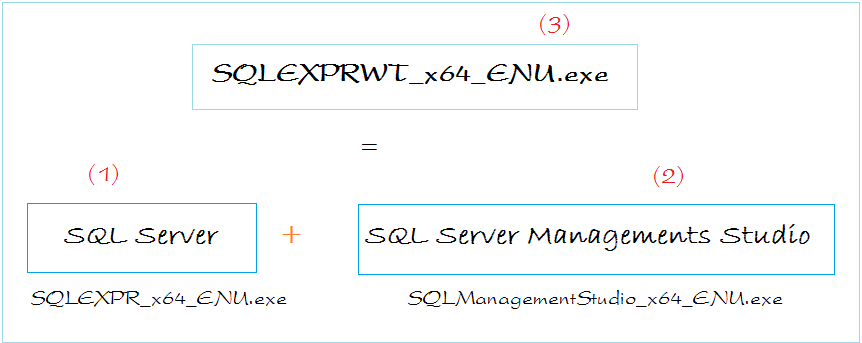 (3)
SQLEXPRWT_x64_ENU.exe
=
(1)
(2)
SQL Server
+
SQL Server Managements Studio
SQLEXPR_x64_ENU.exe
SQLManagementStudio_x64_ENU.exe